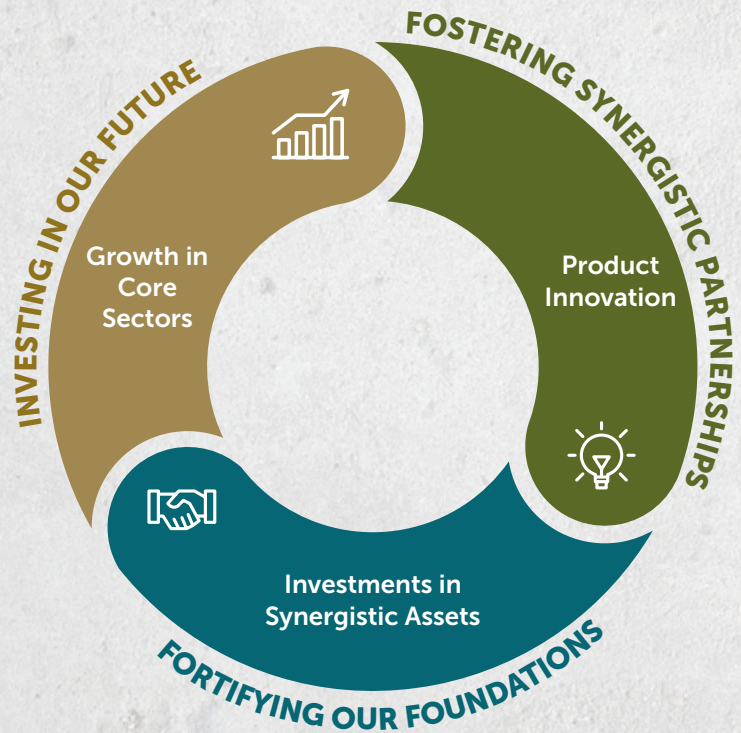 INVESTING IN OUR FUTURE
Growth in
Core
Sectors
FOSTERING SYNERGISTIC PARTNERSHIPS
Product
Innovation
Investments in
Synergistic Assets
FORTIFYING OUR FOUNDATIONS